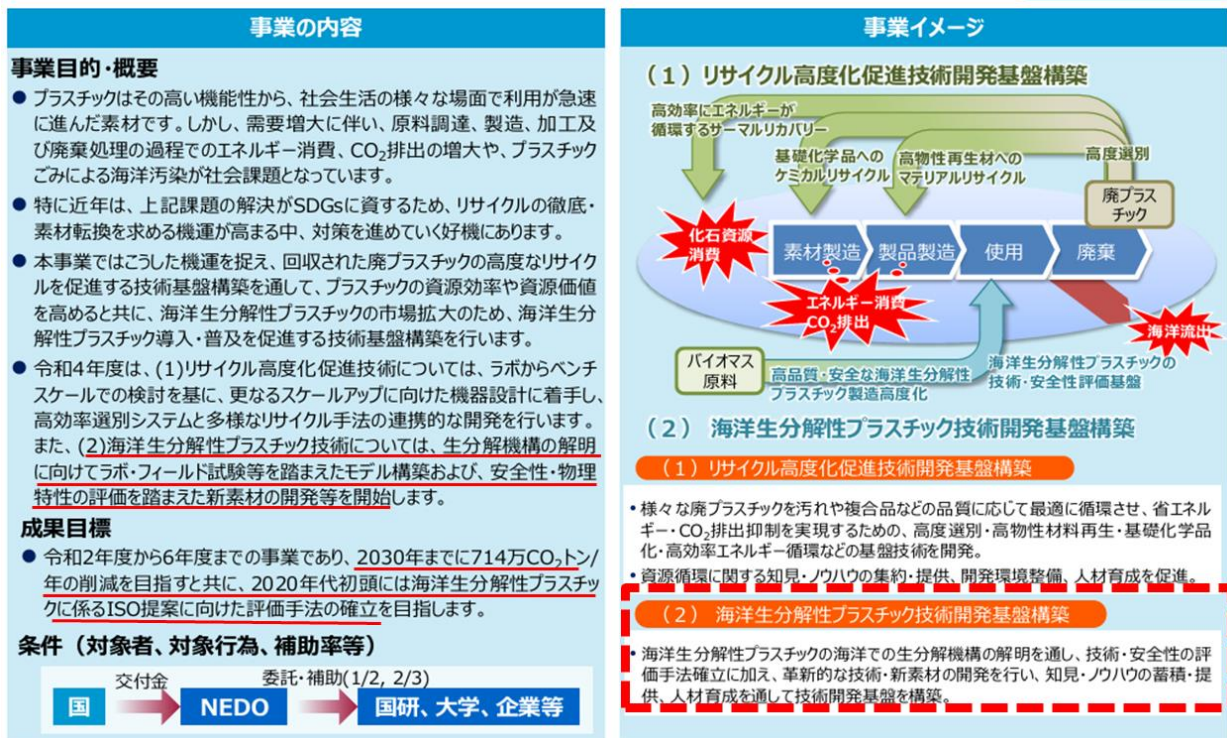 事業の内容
事業目的・概要
● プラスチックはその高い機能性から、社会生活の様々な場面で利用が急速
に進んだ素材です。しかし、需要増大に伴い、原料調達、製造、加工及
び廃棄処理の過程でのエネルギー消費、CO₂排出の増大や、プラスチック
ごみによる海洋汚染が社会課題となっています。
● 特に近年は、上記課題の解決がSDGsに資するため、リサイクルの徹底・
素材転換を求める機運が高まる中、対策を進めていく好機にあります。
● 本事業ではこうした機運を捉え、回収された廃プラスチックの高度なリサイク
ルを促進する技術基盤構築を通して、プラスチックの資源効率や資源価値
を高めると共に、海洋生分解性プラスチックの市場拡大のため、海洋生分
解性プラスチック導入・普及を促進する技術基盤構築を行います。
● 令和4年度は、(1)リサイクル高度化促進技術については、ラボからベンチ
スケールでの検討を基に、更なるスケールアップに向けた機器設計に着手し、
高効率選別システムと多様なリサイクル手法の連携的な開発を行います。
また、(2)海洋生分解性プラスチック技術については、生分解機構の解明
に向けてラボ・フィールド試験等を踏まえたモデル構築および、安全性・物理
特性の評価を踏まえた新素材の開発等を開始します。
成果目標
● 令和2年度から6年度までの事業であり、2030年までに714万CO₂トン/
年の削減を目指すと共に、2020年代初頭には海洋生分解性プラスチッ
クに係るISO提案に向けた評価手法の確立を目指します。
条件（対象者、対象行為、補助率等）
交付金
委託・補助(1/2, 2/3)
国
NEDO
国研、大学、企業等
事業イメージ
（1）リサイクル高度化促進技術開発基盤構築
高効率にエネルギーが
循環するサーマルリカバリー
基礎化学品への
ケミカルリサイクル
高物性再生材への
マテリアルリサイクル
高度選別
廃プラス
チック
化石資源
消費
素材製造
製品製造
使用
廃棄
エネルギー消費
CO₂排出
海洋流出
バイオマス
原料
高品質・安全な海洋生分解性
プラスチック製造高度化
海洋生分解性プラスチックの
技術・安全性評価基盤
（2） 海洋生分解性プラスチック技術開発基盤構築
（1）リサイクル高度化促進技術開発基盤構築
• 様々な廃プラスチックを汚れや複合品などの品質に応じて最適に循環させ、省エネル
ギー・CO₂排出抑制を実現するための、高度選別・高物性材料再生・基礎化学品
化・高効率エネルギー循環などの基盤技術を開発。
• 資源循環に関する知見・ノウハウの集約・提供、開発環境整備、人材育成を促進。
（2） 海洋生分解性プラスチック技術開発基盤構築
• 海洋生分解性プラスチックの海洋での生分解機構の解明を通し、技術・安全性の評
価手法確立に加え、革新的な技術・新素材の開発を行い、知見・ノウハウの蓄積・提
供、人材育成を通して技術開発基盤を構築。